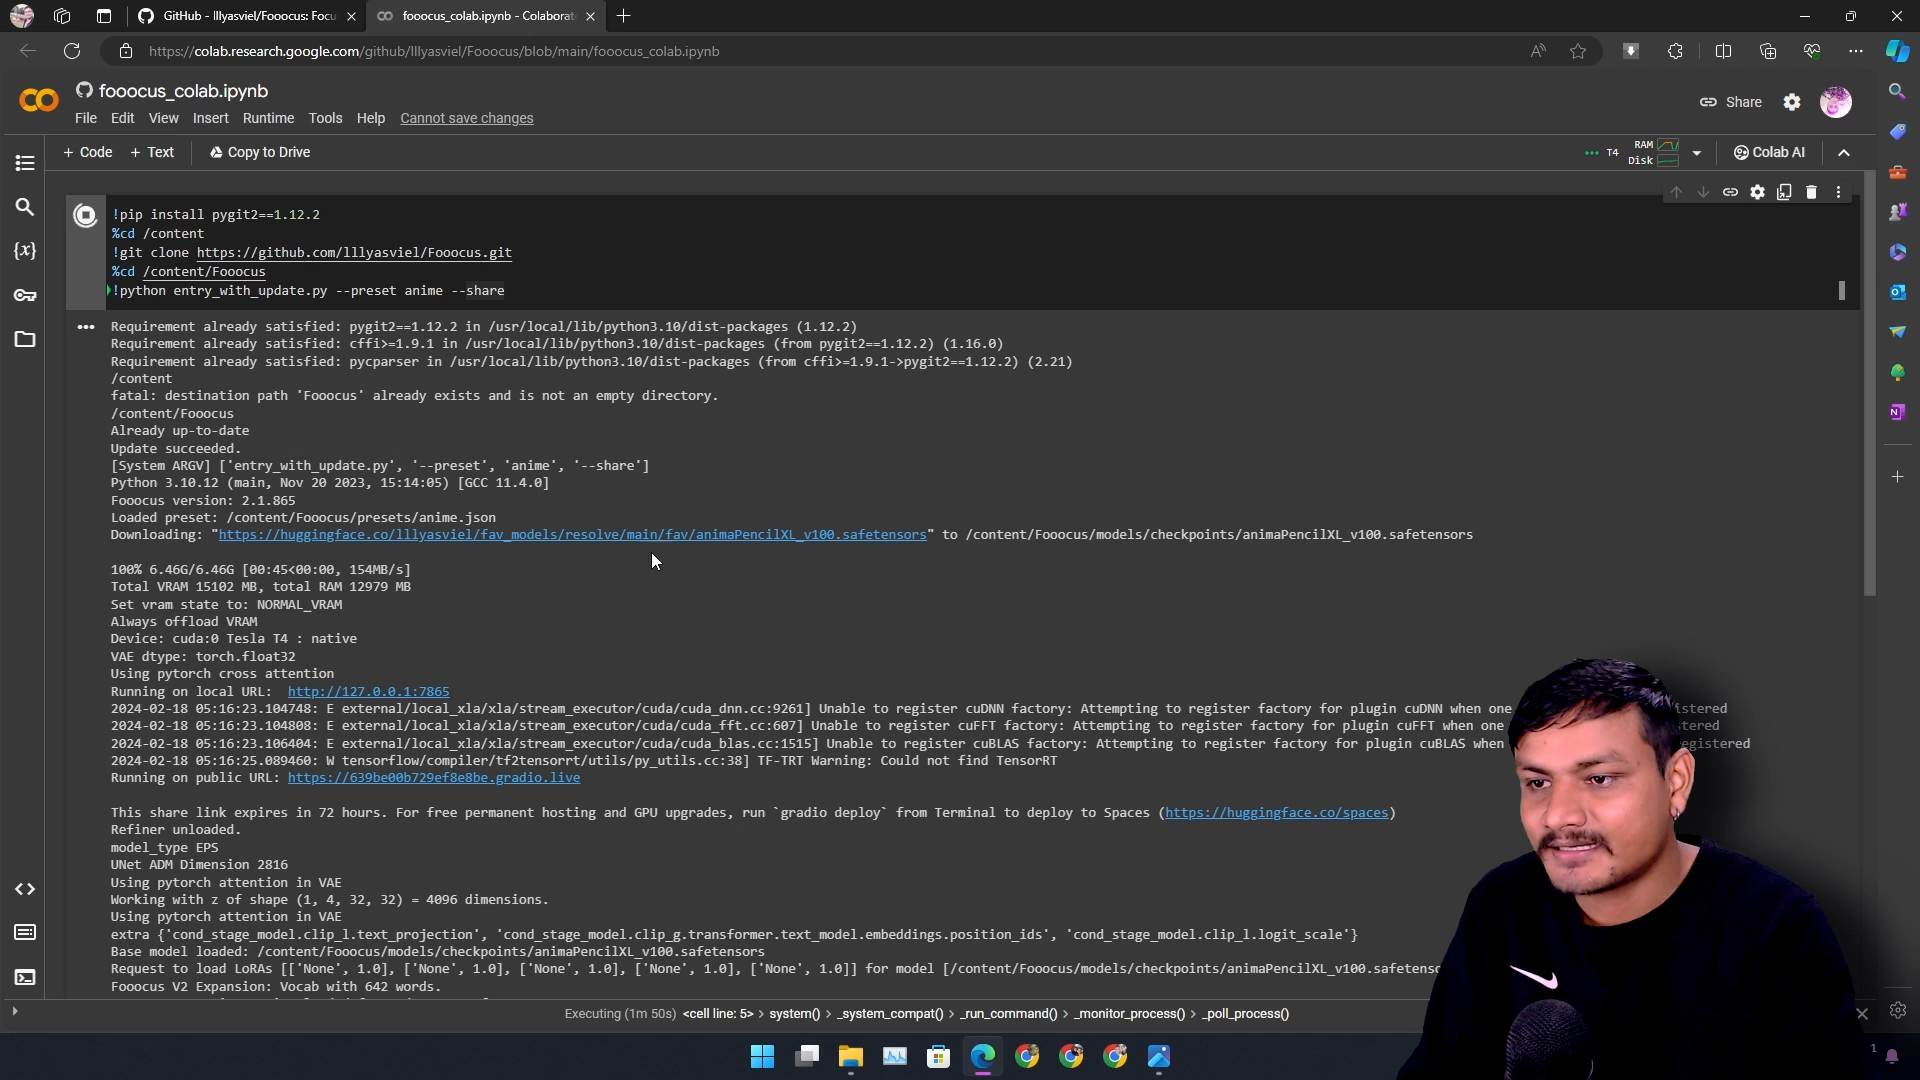 GitHub - lllyasviel/Fooocus: Focu
fooocus_colab.ipynb - Colaborat
https://colab.research.google.com/github/lllyasviel/Fooocus/blob/main/fooocus_colab.ipynb
fooocus_colab.ipynb
File Edit View Insert Runtime Tools Help Cannot save changes
Share
+ Code + Text Copy to Drive
T4 RAM
Disk
Colab AI
!pip install pygit2==1.12.2
%cd /content
!git clone https://github.com/lllyasviel/Fooocus.git
%cd /content/Fooocus
!python entry_with_update.py --preset anime --share
Requirement already satisfied: pygit2==1.12.2 in /usr/local/lib/python3.10/dist-packages (1.12.2)
Requirement already satisfied: cffi>=1.9.1 in /usr/local/lib/python3.10/dist-packages (from pygit2==1.12.2) (1.16.0)
Requirement already satisfied: pycparser in /usr/local/lib/python3.10/dist-packages (from cffi>=1.9.1->pygit2==1.12.2) (2.21)
/content
fatal: destination path 'Fooocus' already exists and is not an empty directory.
/content/Fooocus
Already up-to-date
Update succeeded.
[System ARGV] ['entry_with_update.py', '--preset', 'anime', '--share']
Python 3.10.12 (main, Nov 20 2023, 15:14:05) [GCC 11.4.0]
Fooocus version: 2.1.865
Loaded preset: /content/Fooocus/presets/anime.json
Downloading: "https://huggingface.co/lllyasviel/fav_models/resolve/main/fav/animaPencilXL_v100.safetensors" to /content/Fooocus/models/checkpoints/animaPencilXL_v100.safetensors
100% 6.46G/6.46G [00:45<00:00, 154MB/s]
Total VRAM 15102 MB, total RAM 12979 MB
Set vram state to: NORMAL_VRAM
Always offload VRAM
Device: cuda:0 Tesla T4 : native
VAE dtype: torch.float32
Using pytorch cross attention
Running on local URL: http://127.0.0.1:7865
2024-02-18 05:16:23.104748: E external/local_xla/xla/stream_executor/cuda/cuda_dnn.cc:9261] Unable to register cuDNN factory: Attempting to register factory for plugin cuDNN when one istered
2024-02-18 05:16:23.104808: E external/local_xla/xla/stream_executor/cuda/cuda_fft.cc:607] Unable to register cuFFT factory: Attempting to register factory for plugin cuFFT when one stered
2024-02-18 05:16:23.106404: E external/local_xla/xla/stream_executor/cuda/cuda_blas.cc:1515] Unable to register cuBLAS factory: Attempting to register factory for plugin cuBLAS when egistered
2024-02-18 05:16:25.089460: W tensorflow/compiler/tf2tensorrt/utils/py_utils.cc:38] TF-TRT Warning: Could not find TensorRT
Running on public URL: https://639be00b729ef8e8be.gradio.live
This share link expires in 72 hours. For free permanent hosting and GPU upgrades, run `gradio deploy` from Terminal to deploy to Spaces (https://huggingface.co/spaces)
Refiner unloaded.
model_type EPS
UNet ADM Dimension 2816
Using pytorch attention in VAE
Working with z of shape (1, 4, 32, 32) = 4096 dimensions.
Using pytorch attention in VAE
extra {'cond_stage_model.clip_l.text_projection', 'cond_stage_model.clip_g.transformer.text_model.embeddings.position_ids', 'cond_stage_model.clip_l.logit_scale'}
Base model loaded: /content/Fooocus/models/checkpoints/animaPencilXL_v100.safetensors
Request to load LoRAs [['None', 1.0], ['None', 1.0], ['None', 1.0], ['None', 1.0], ['None', 1.0]] for model [/content/Fooocus/models/checkpoints/animaPencilXL_v100.safetenso
Fooocus V2 Expansion: Vocab with 642 words.
Executing (1m 50s) <cell line: 5> > system() > _system_compat() > _run_command() > _monitor_process() > _poll_process()
1